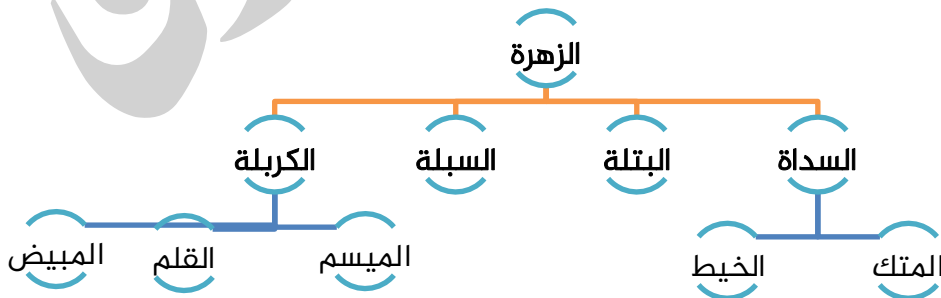 الزهرة
السداة
البتلة
السبلة
الكربلة
المتك
الخيط
الميسم
القلم
المبيض